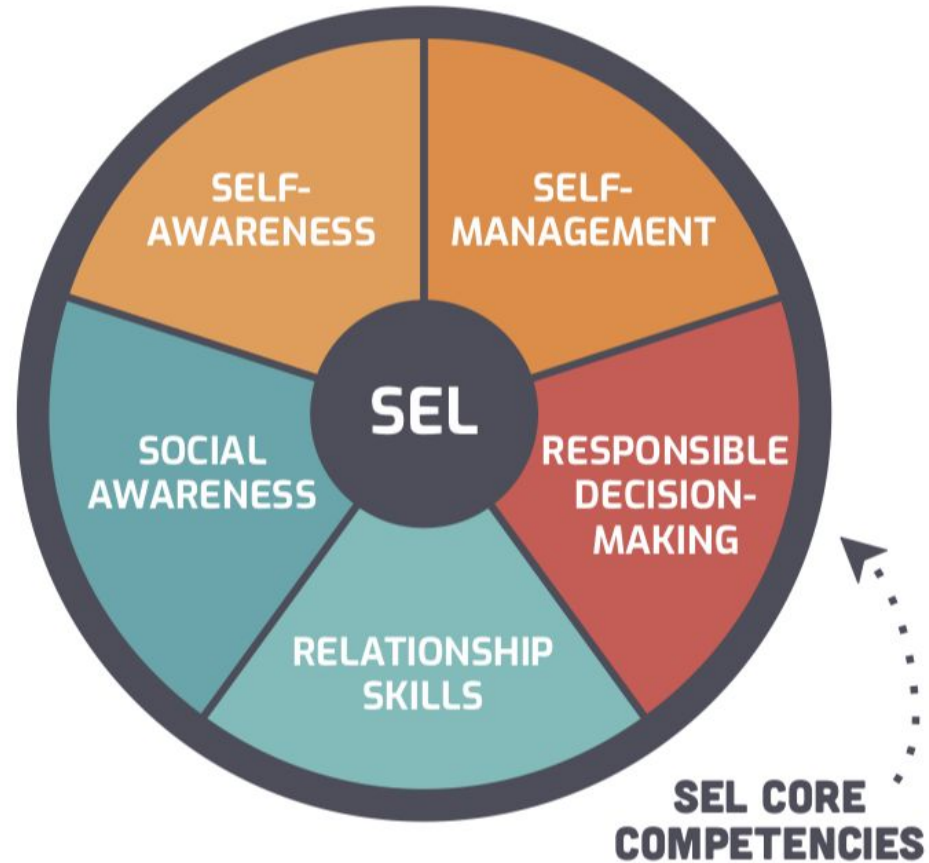 SELF-
AWARENESS
SELF-
MANAGEMENT
SEL
SOCIAL
AWARENESS
RESPONSIBLE
DECISION-
MAKING
RELATIONSHIP
SKILLS
SEL CORE
COMPETENCIES